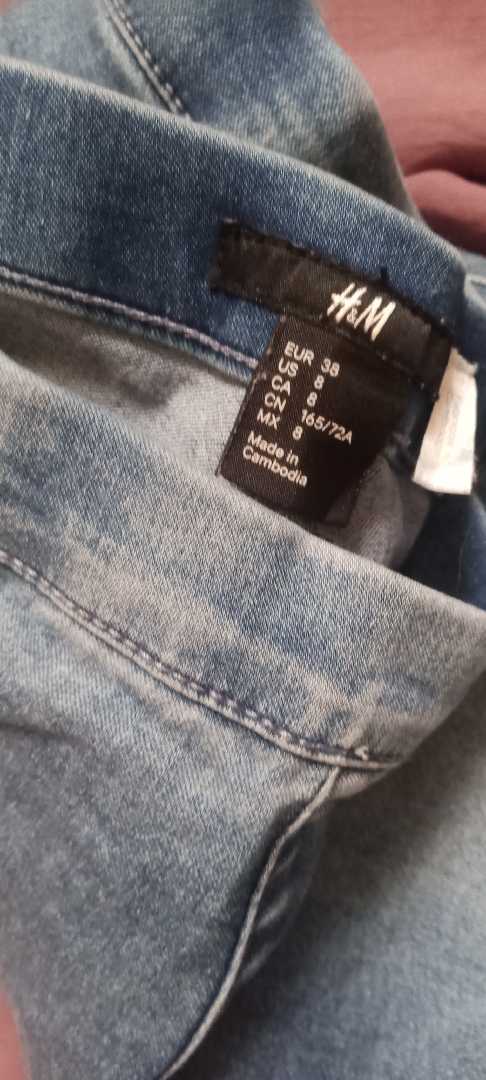 H&M
EUR 38
US 8
CA 8
CN 165/72A
MX 8
Made in
Cambodia